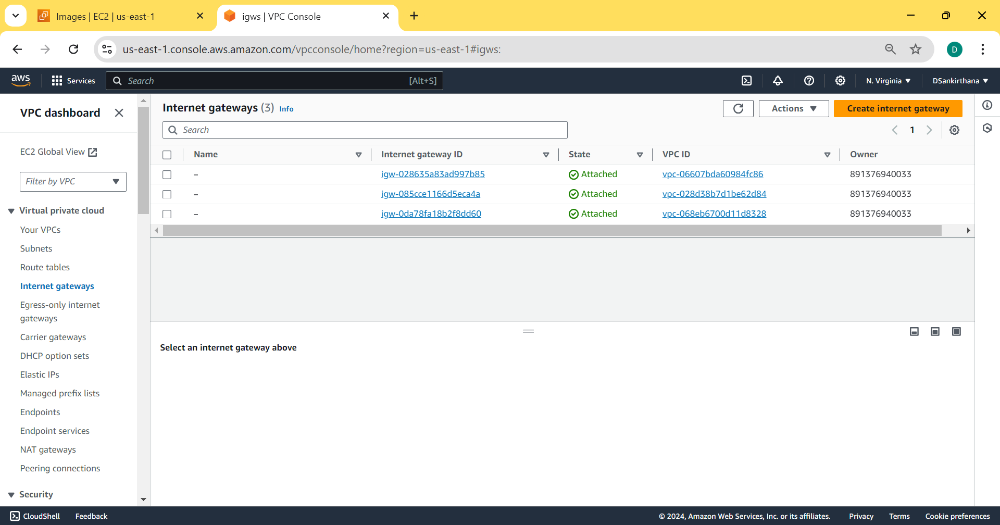 Images | EC2 | us-east-1
igws | VPC Console
us-east-1.console.aws.amazon.com/vpcconsole/home?region=us-east-1#igws:
D
aws
Services
Search
[Alt+S]
N. Virginia
DSankirthana
VPC dashboard
EC2 Global View
Filter by VPC
Virtual private cloud
Your VPCs
Subnets
Route tables
Internet gateways
Egress-only internet
gateways
Carrier gateways
DHCP option sets
Elastic IPs
Managed prefix lists
Endpoints
Endpoint services
NAT gateways
Peering connections
Security
Internet gateways (3) Info
Actions
Create internet gateway
Search
1
Name Internet gateway ID State VPC ID Owner
– igw-028635a83ad997b85 Attached vpc-06607bda60984fc86 891376940033
– igw-085cce1166d5eca4a Attached vpc-028d38b7d1be62d84 891376940033
– igw-0da78fa18b2f8dd60 Attached vpc-068eb6700d11d8328 891376940033
Select an internet gateway above
CloudShell
Feedback
© 2024, Amazon Web Services, Inc. or its affiliates.
Privacy
Terms
Cookie preferences